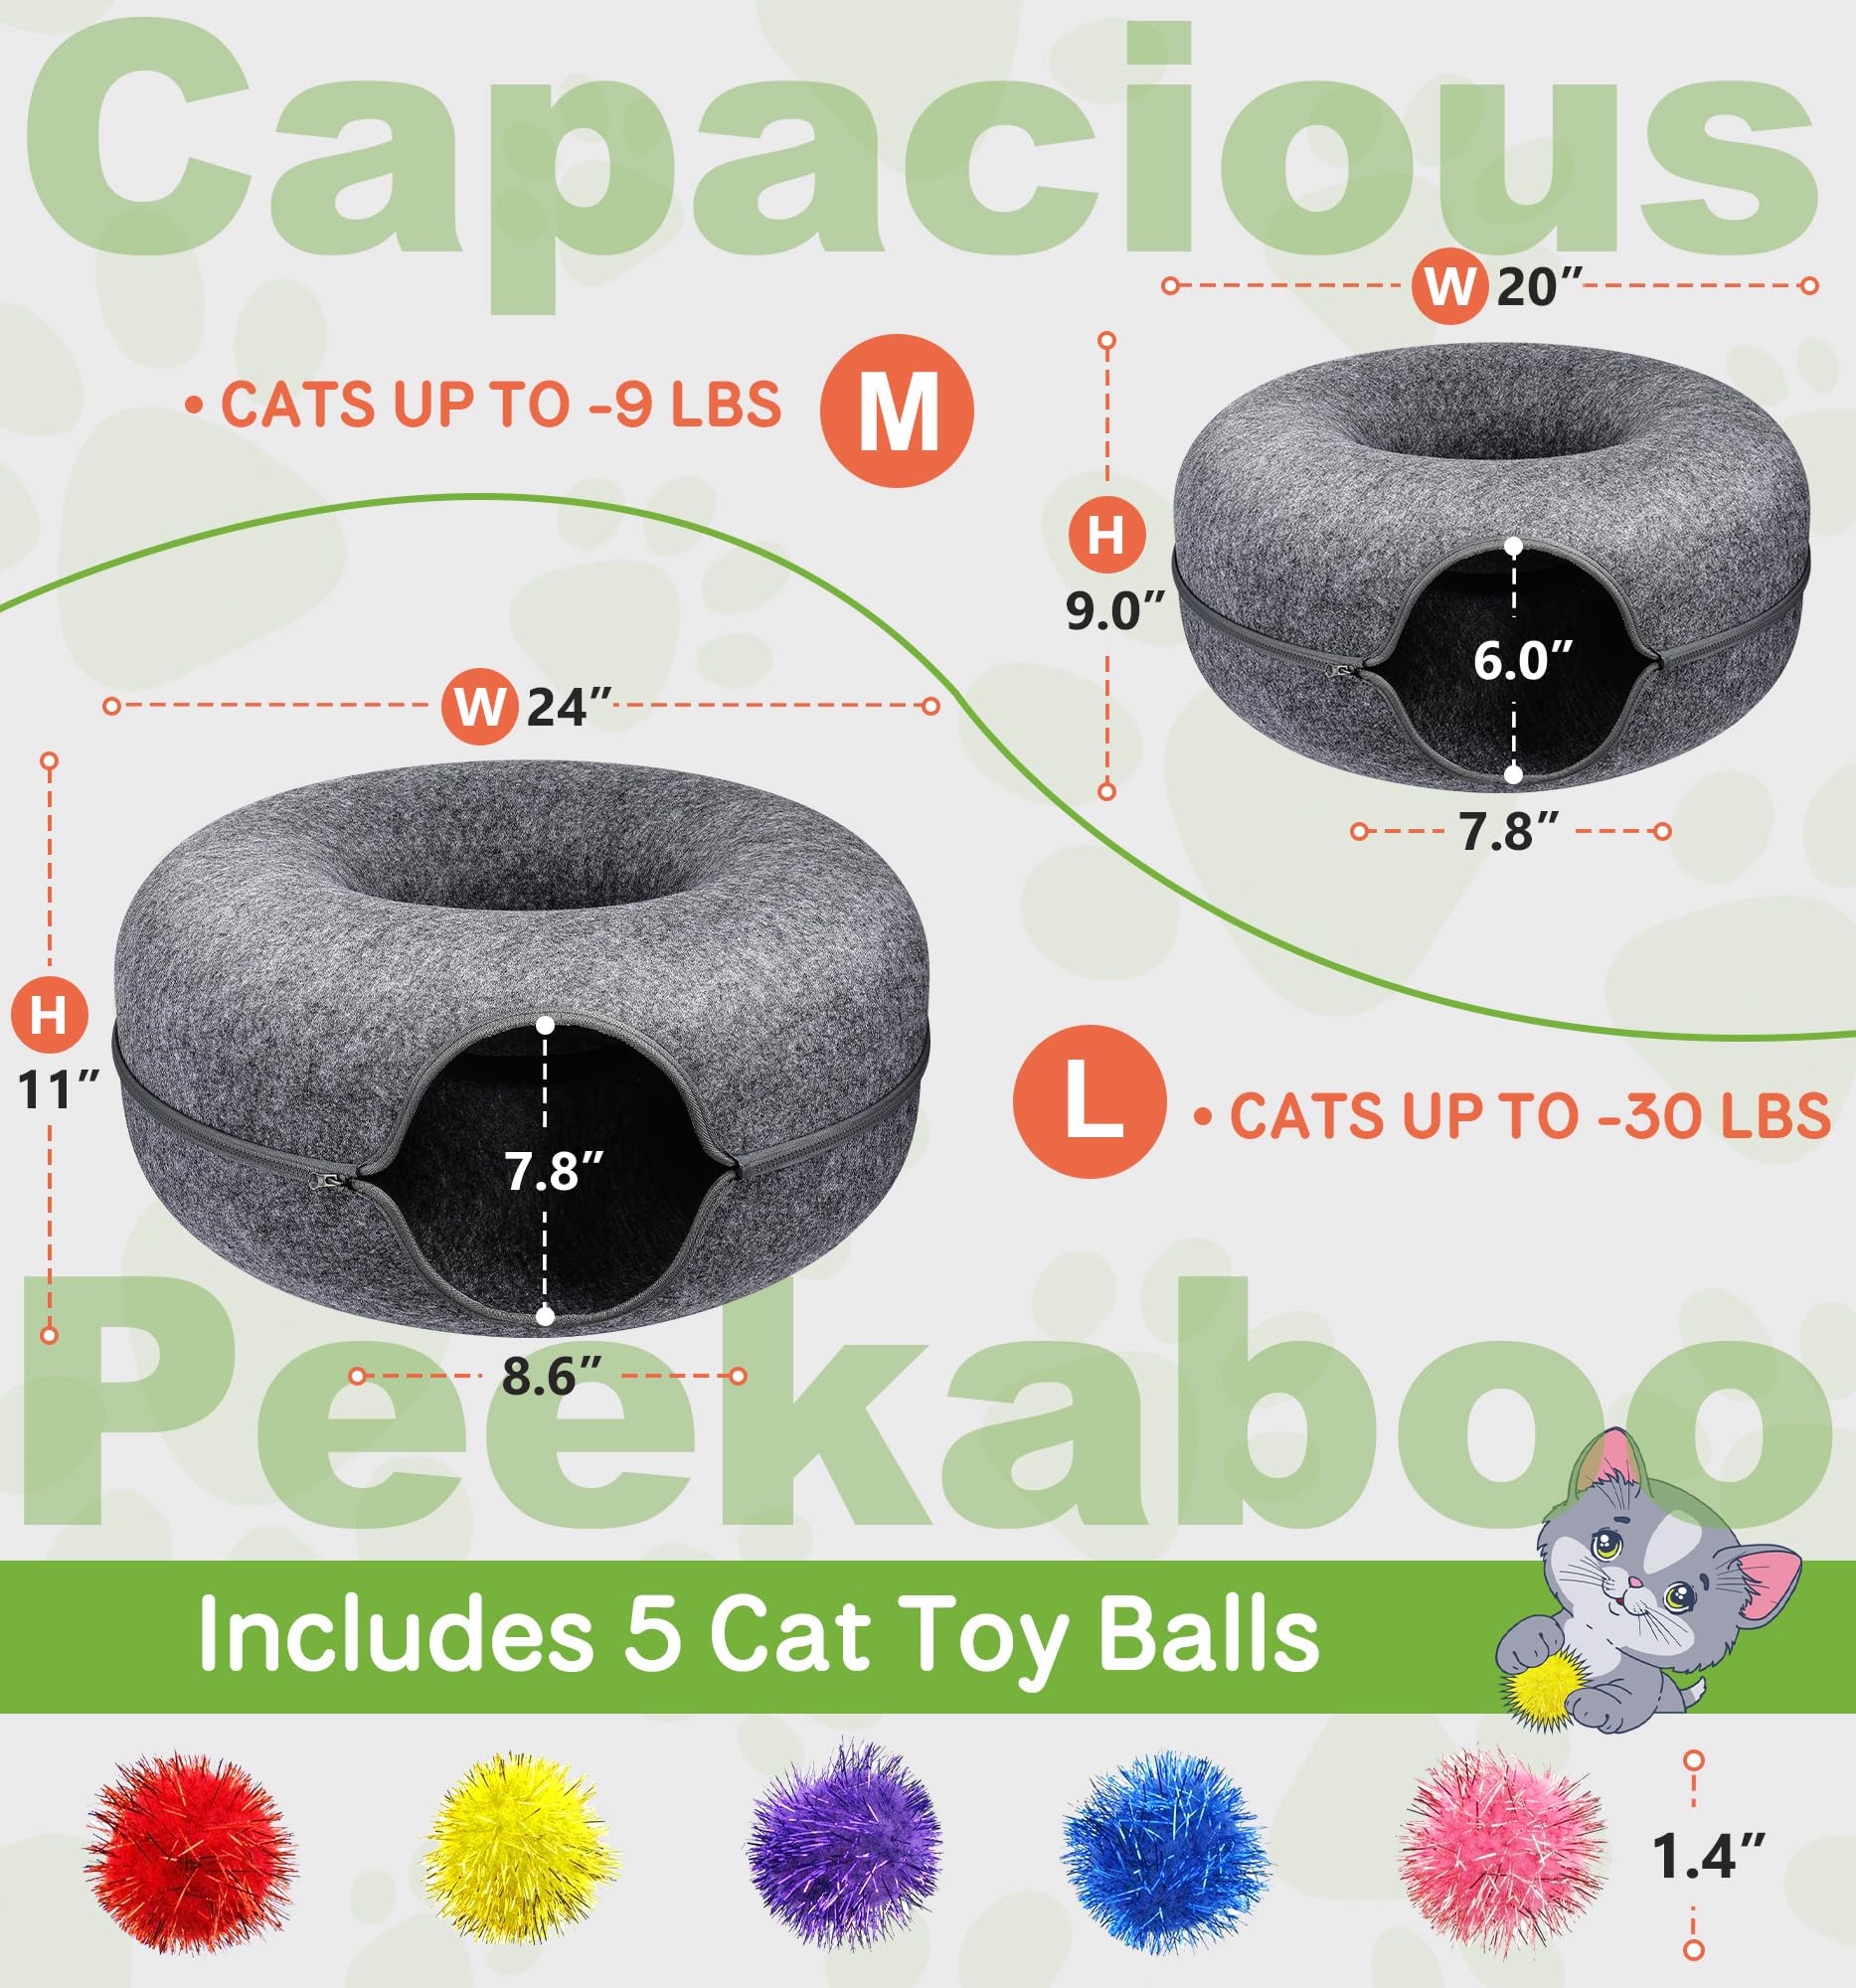 Capacious
W 20”
• CATS UP TO -9 LBS
M
H
9.0”
6.0”
7.8”
W 24”
H
11”
7.8”
8.6”
L
• CATS UP TO -30 LBS
Peekaboo
Includes 5 Cat Toy Balls
1.4”